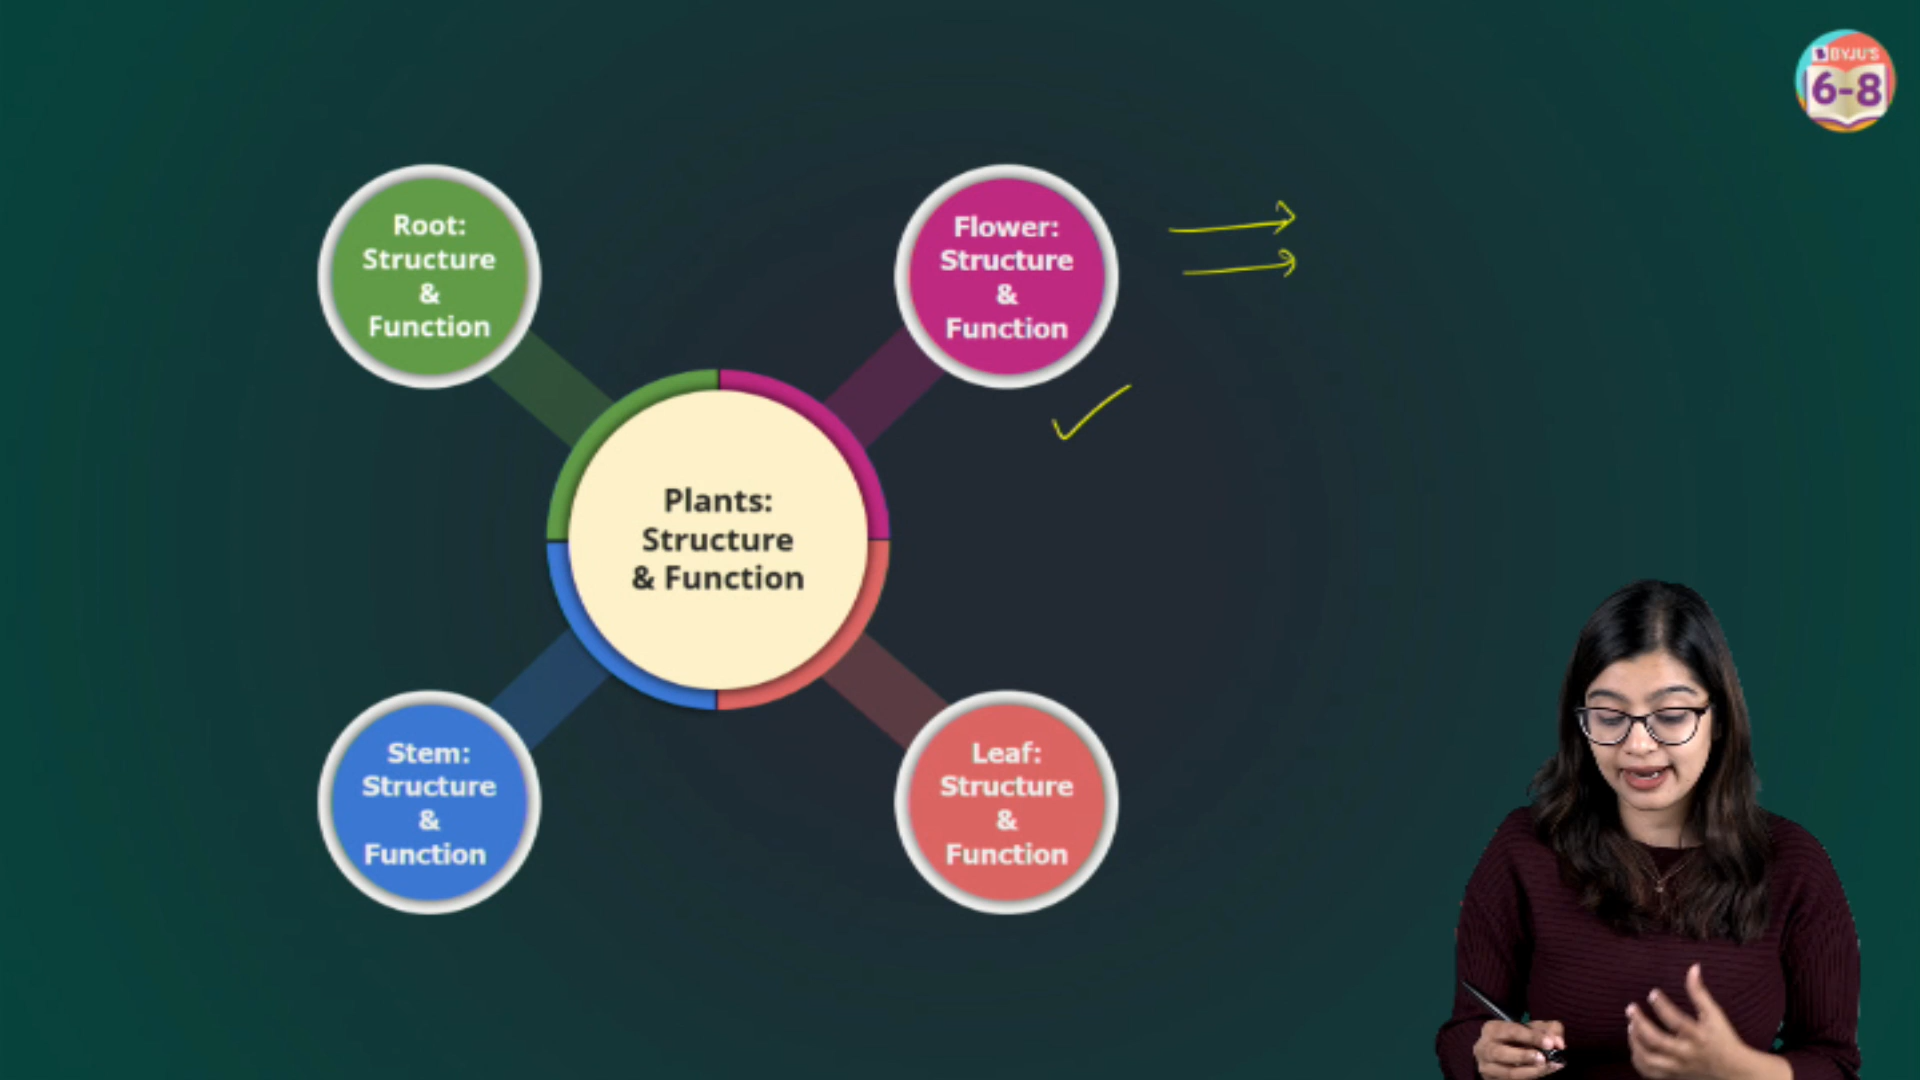 BYJU'S
6-8
Root:
Structure
&
Function
Flower:
Structure
&
Function
Plants:
Structure
& Function
Stem:
Structure
&
Function
Leaf:
Structure
&
Function